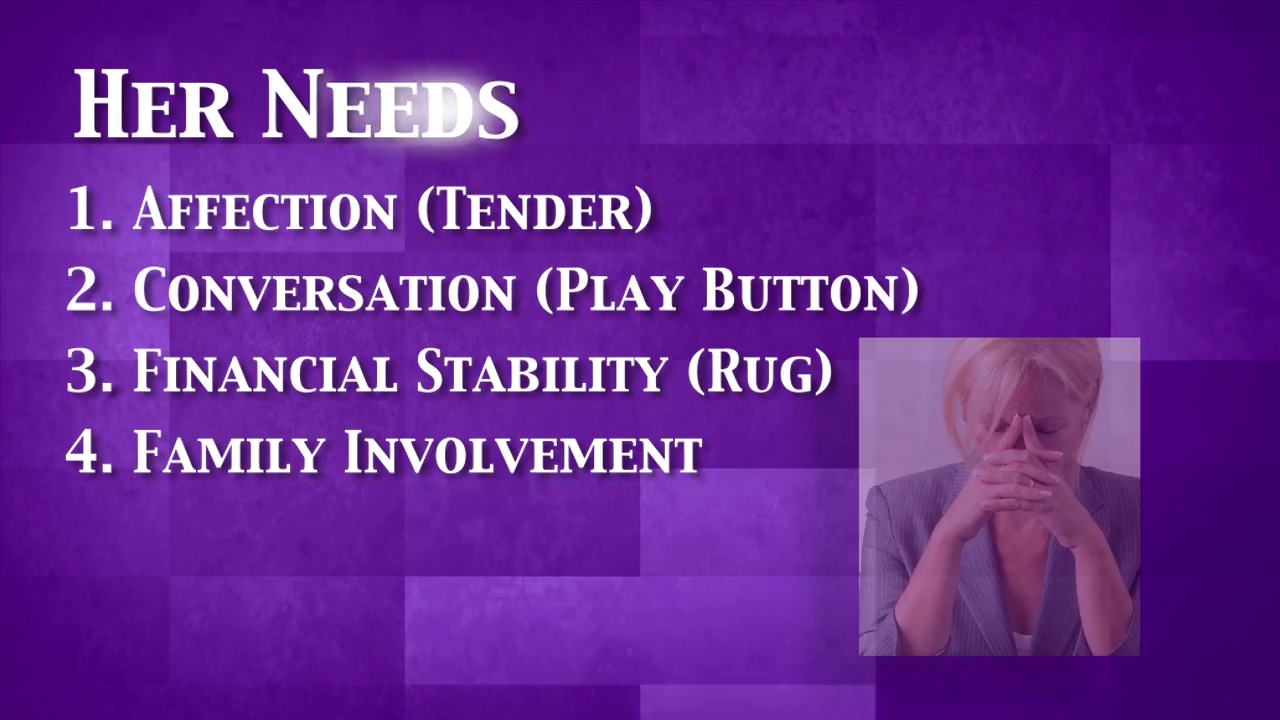 Her Needs
1. Affection (Tender)
2. Conversation (Play Button)
3. Financial Stability (Rug)
4. Family Involvement